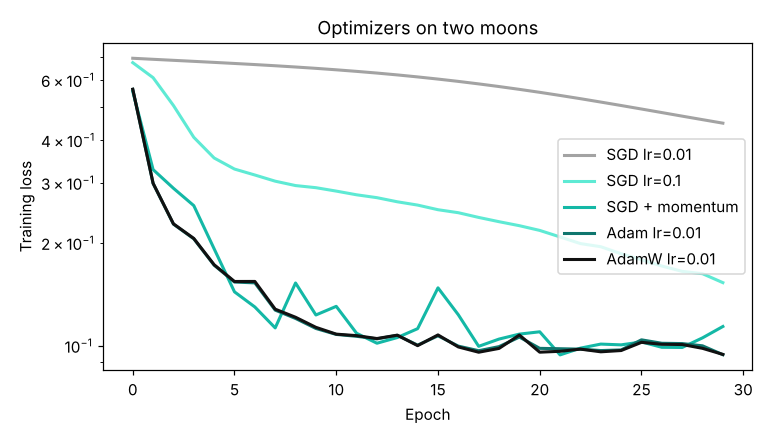 Optimizers on two moons
6 × 10⁻¹
4 × 10⁻¹
3 × 10⁻¹
2 × 10⁻¹
10⁻¹
Training loss
SGD lr=0.01
SGD lr=0.1
SGD + momentum
Adam lr=0.01
AdamW lr=0.01
0 5 10 15 20 25 30
Epoch